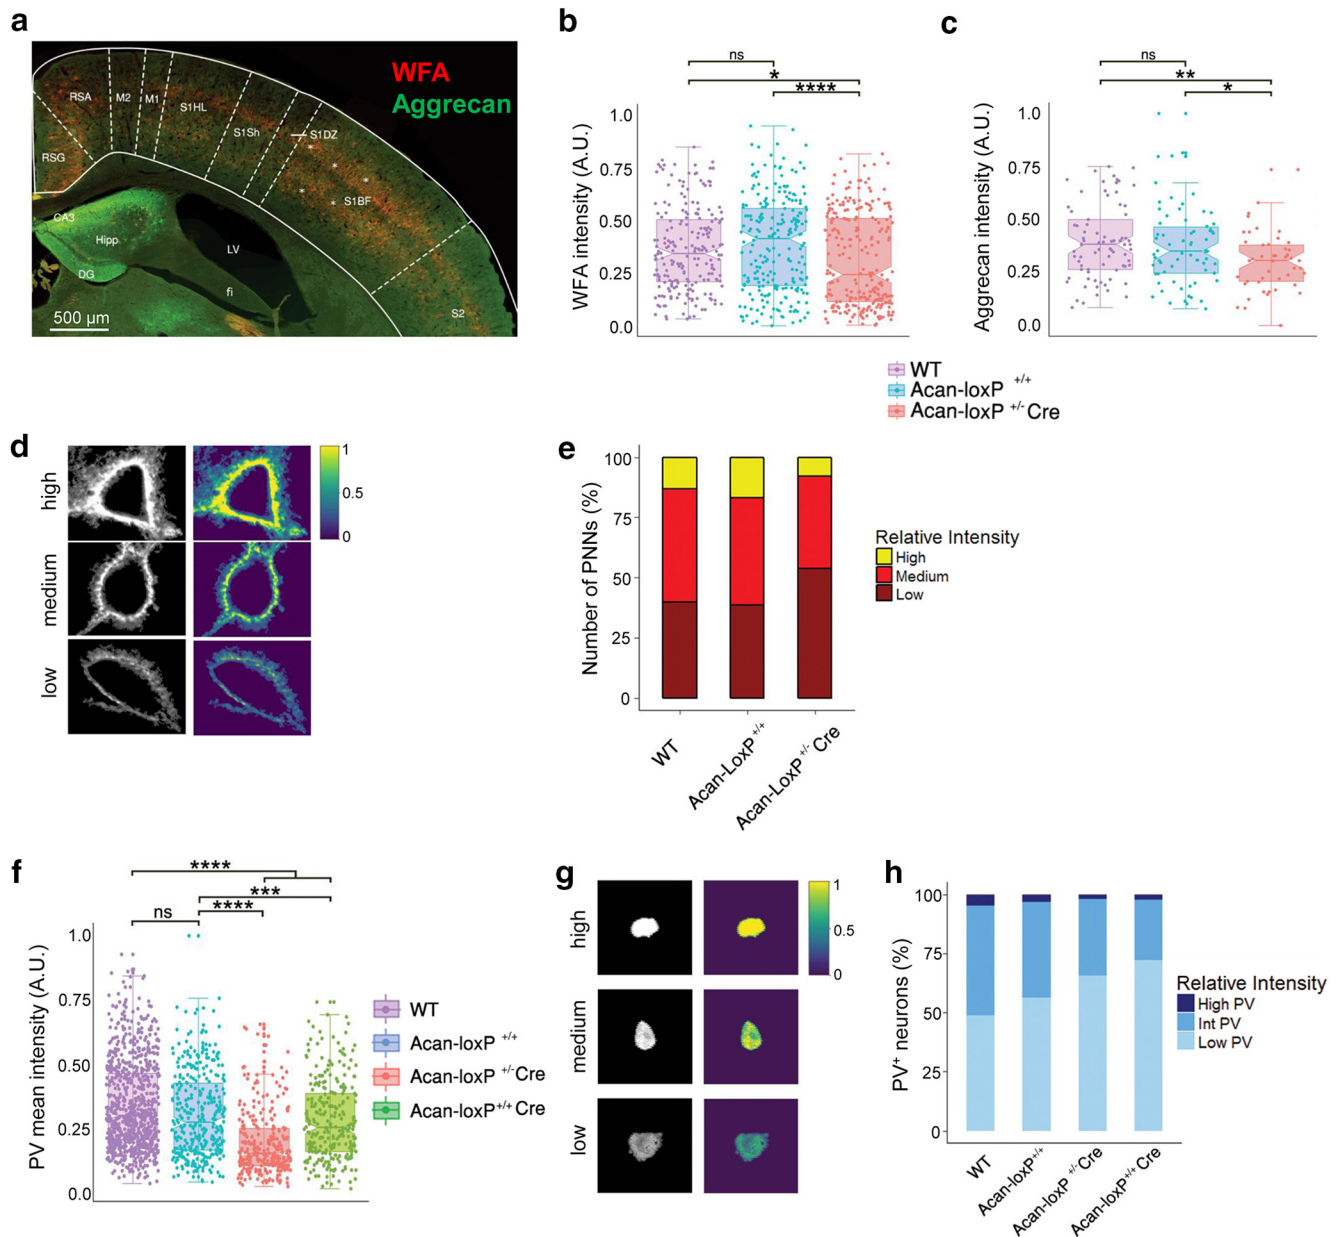 a
WFA
Aggrecan
RSA
M2
M1
S1HL
S1Sh
S1DZ
RSG
S1BF
CA3
Hipp
LV
DG
fi
S2
500 µm
b
ns
*
****
WFA intensity (A.U.)
1.0
0.75
0.50
0.25
0.0
c
ns
**
*
Aggrecan intensity (A.U.)
1.0
0.75
0.50
0.25
0.0
WT
Acan-loxP +/+
Acan-loxP +/- Cre
d
high
medium
low
1
0.5
0
e
Number of PNNs (%)
100
75
50
25
0
WT
Acan-LoxP+/+
Acan-LoxP+/- Cre
Relative Intensity
High
Medium
Low
f
****
***
****
ns
PV mean intensity (A.U.)
1.0
0.75
0.50
0.25
0.0
WT
Acan-loxP +/+
Acan-loxP +/- Cre
Acan-loxP +/+ Cre
g
high
medium
low
1
0.5
0
h
PV+ neurons (%)
100
75
50
25
0
WT
Acan-loxP+/+
Acan-loxP +/- Cre
Acan-loxP+/+ Cre
Relative Intensity
High PV
Int PV
Low PV